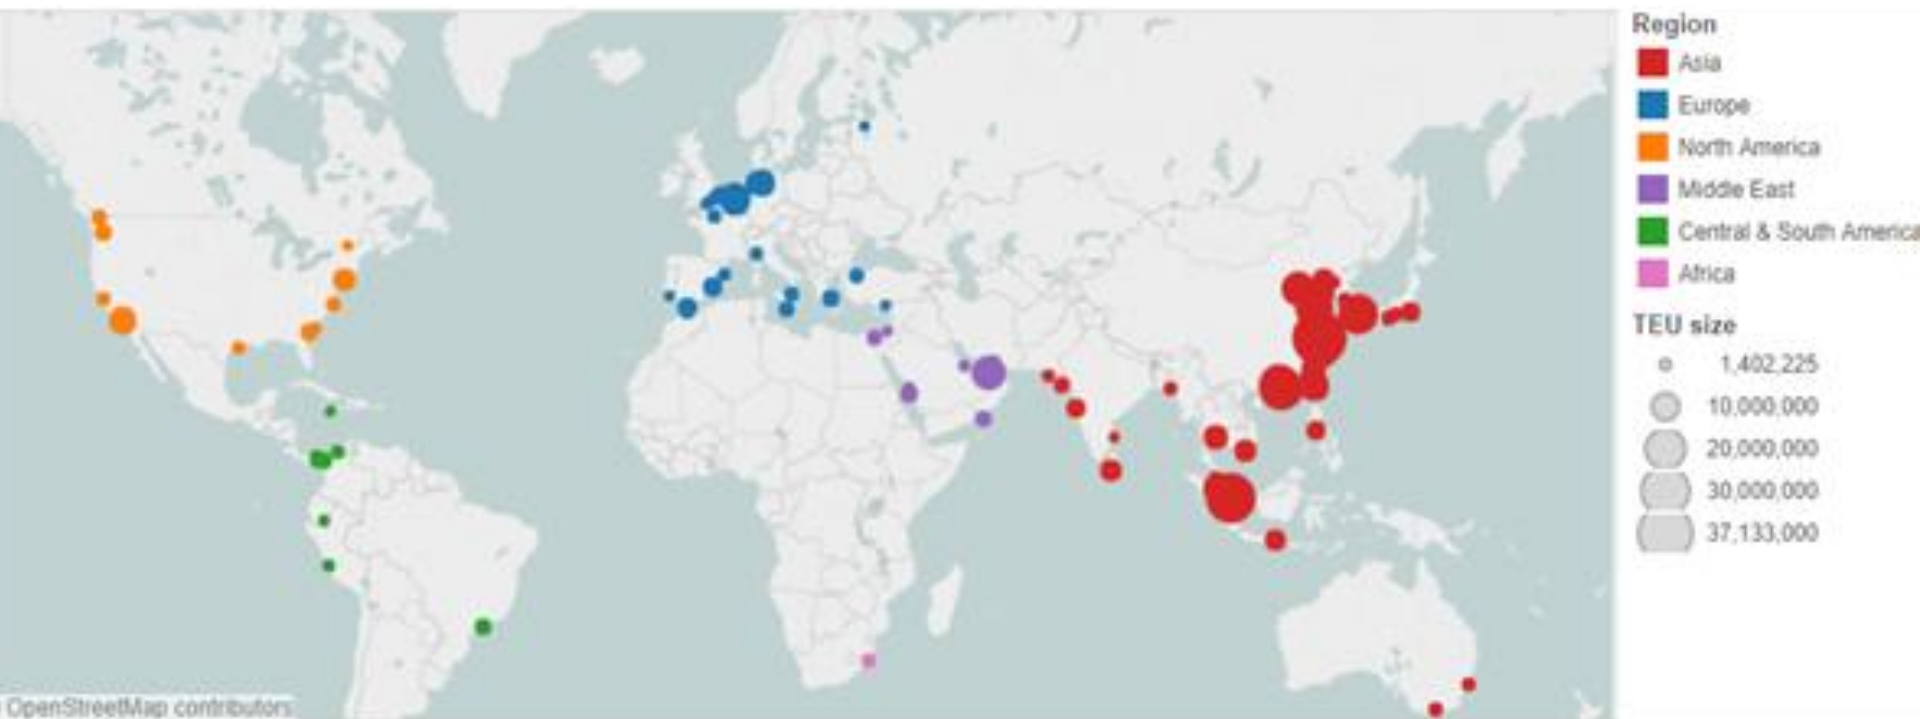 Region
Asia
Europe
North America
Middle East
Central & South America
Africa
TEU size
1,402,225
10,000,000
20,000,000
30,000,000
37,133,000
OpenStreetMap contributors